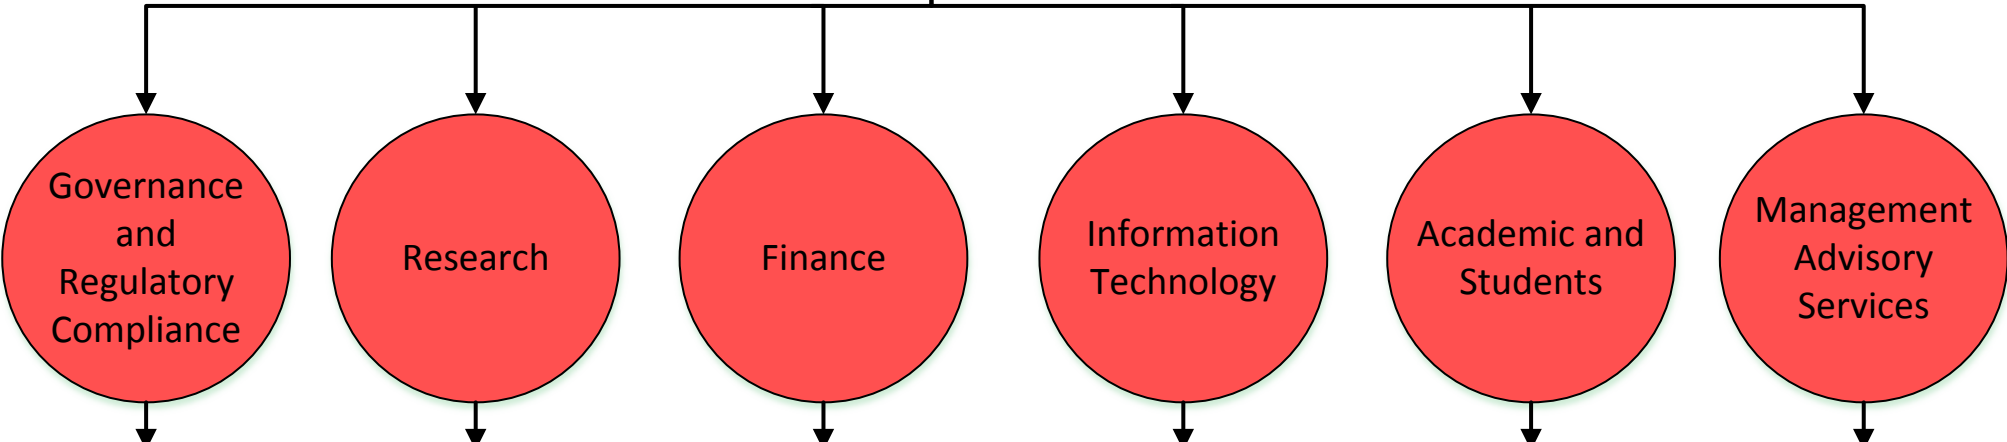 Governance
and
Regulatory
Compliance
Research
Finance
Information
Technology
Academic and
Students
Management
Advisory
Services